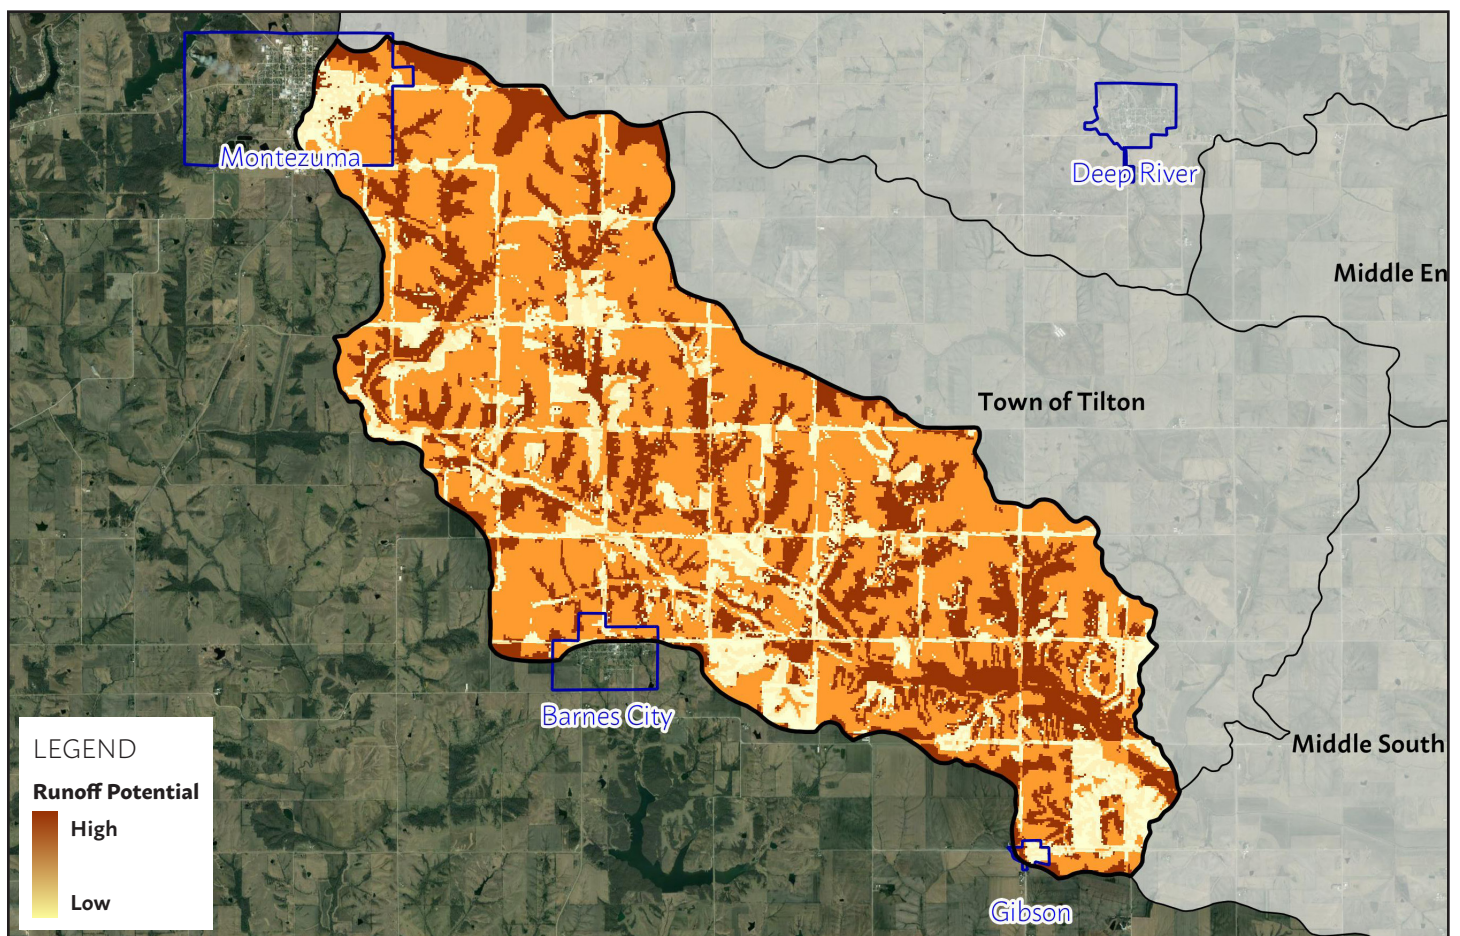 Montezuma
Deep River
Middle En
Town of Tilton
Barnes City
Middle South
LEGEND
Runoff Potential
High
Low
Gibson